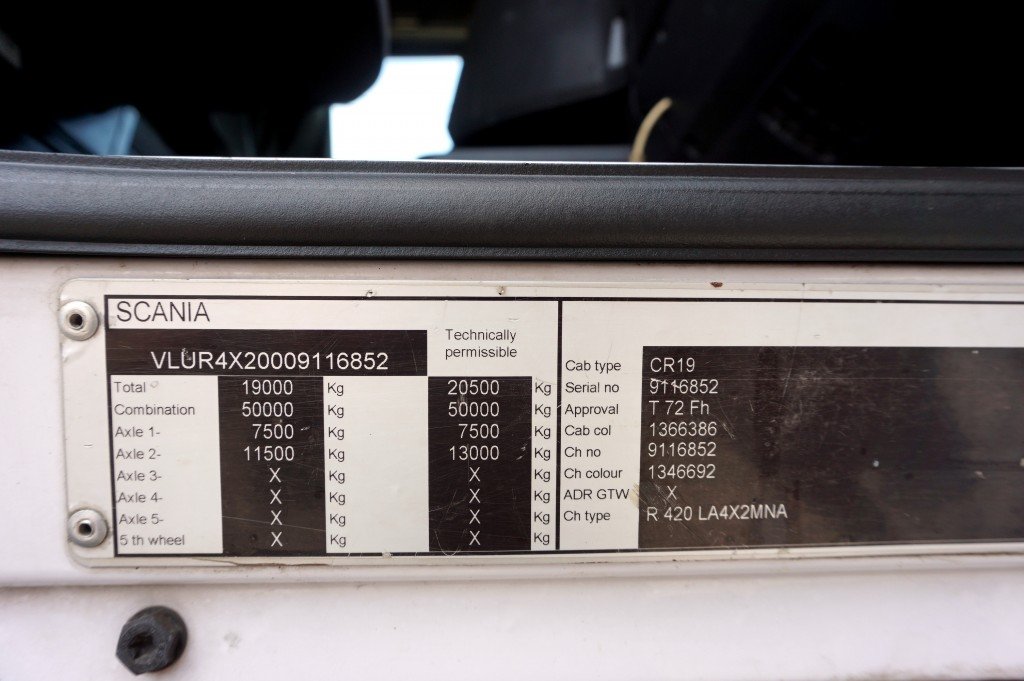 SCANIA
Technically
permissible
VLUR4X20009116852
Total 19000 Kg 20500 Kg
Combination 50000 Kg 50000 Kg
Axle 1- 7500 Kg 7500 Kg
Axle 2- 11500 Kg 13000 Kg
Axle 3- X Kg X Kg
Axle 4- X Kg X Kg
Axle 5- X Kg X Kg
5 th wheel X Kg X Kg
Cab type CR19
Serial no 9116852
Approval T 72 Fh
Cab col 1366386
Ch no 9116852
Ch colour 1346692
ADR GTW X
Ch type R 420 LA4X2MNA